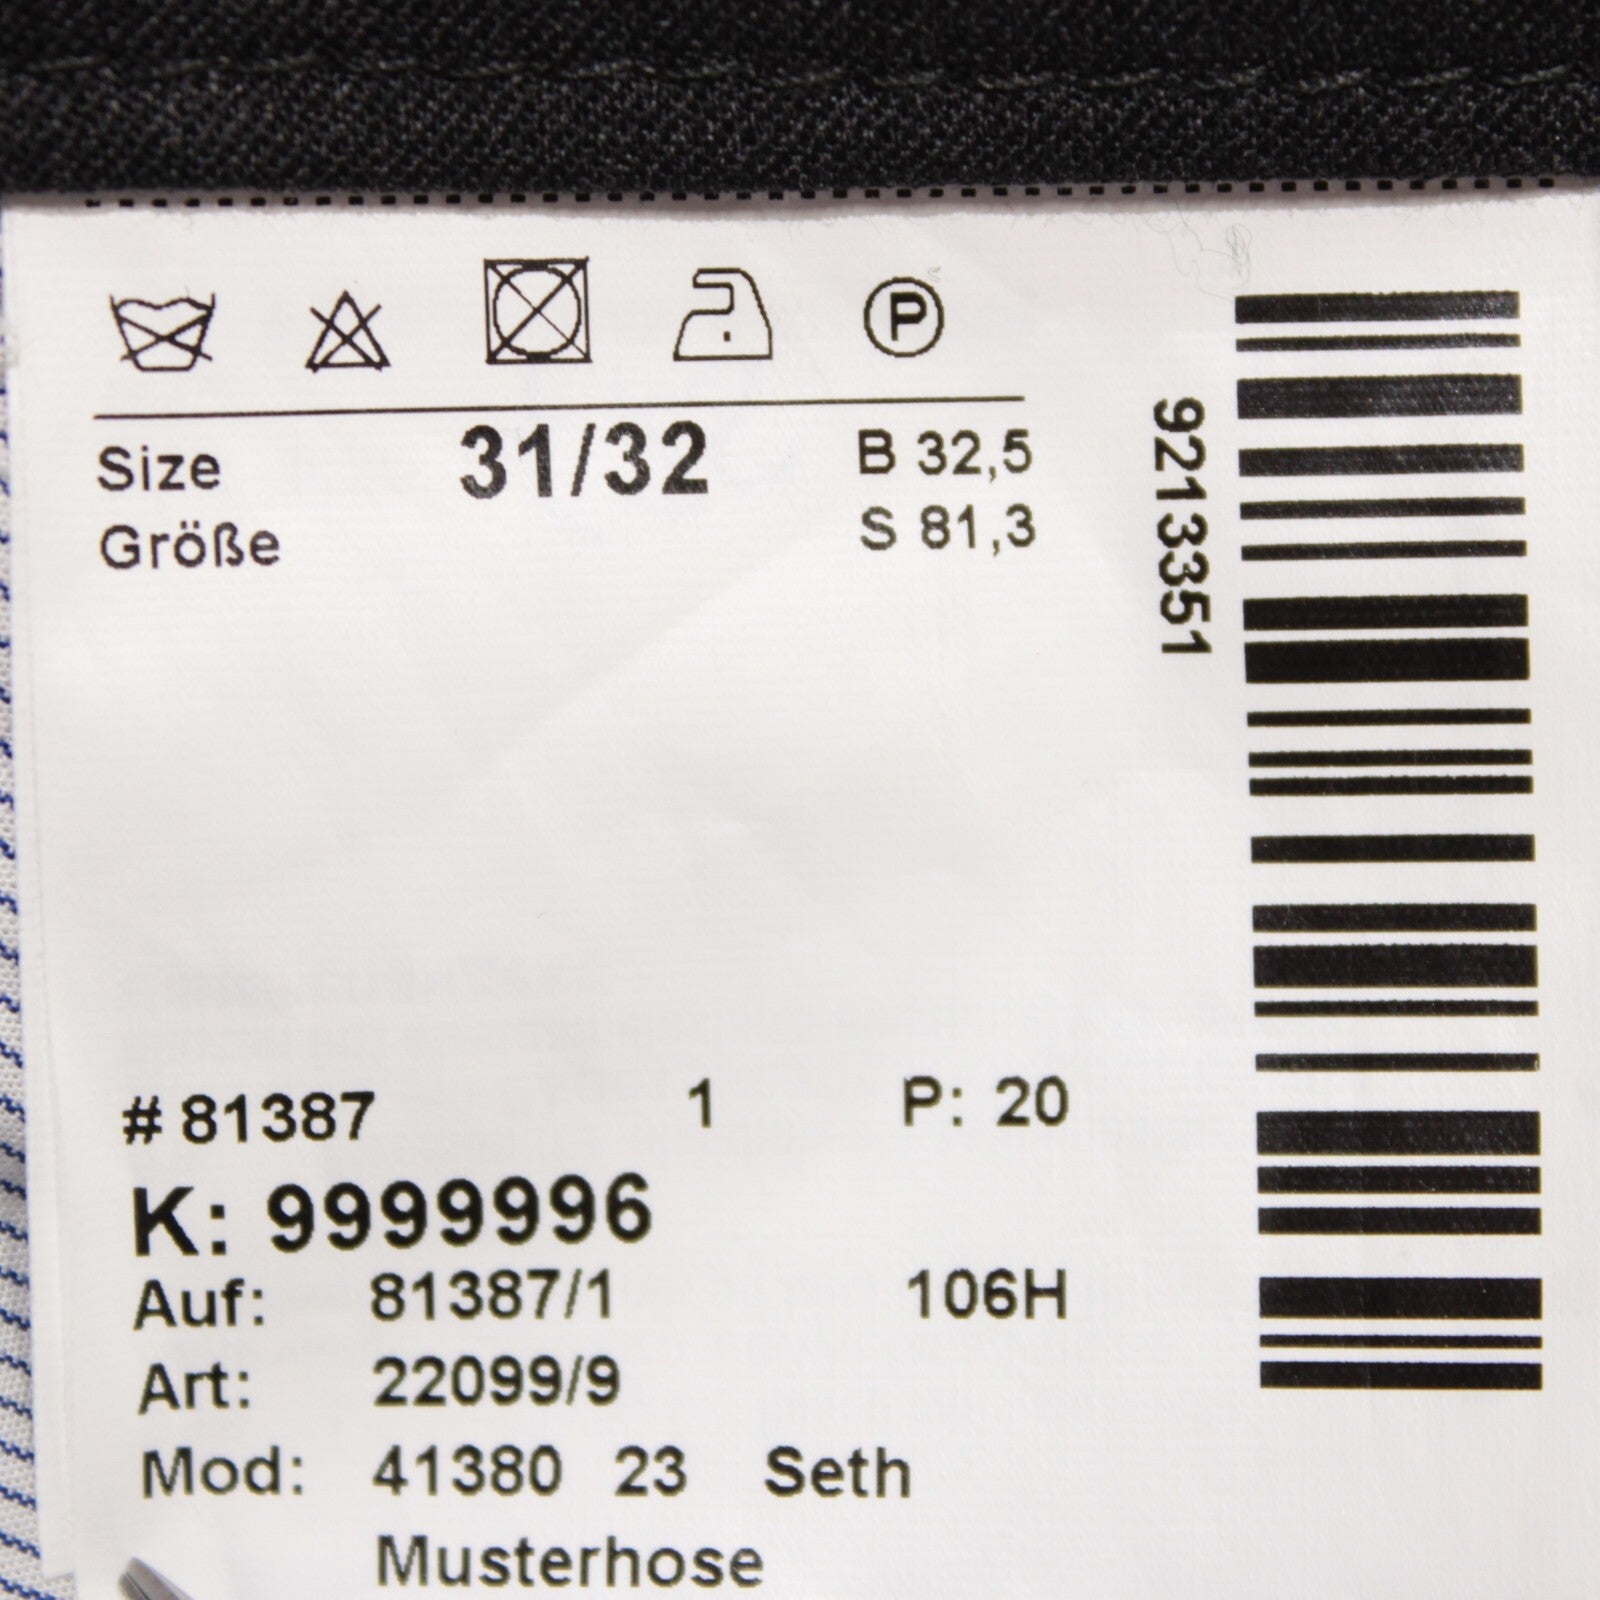 P
Size 31/32 B 32,5
Größe S 81,3
9213351
# 81387 1 P: 20
K: 9999996
Auf: 81387/1 106H
Art: 22099/9
Mod: 41380 23 Seth
Musterhose